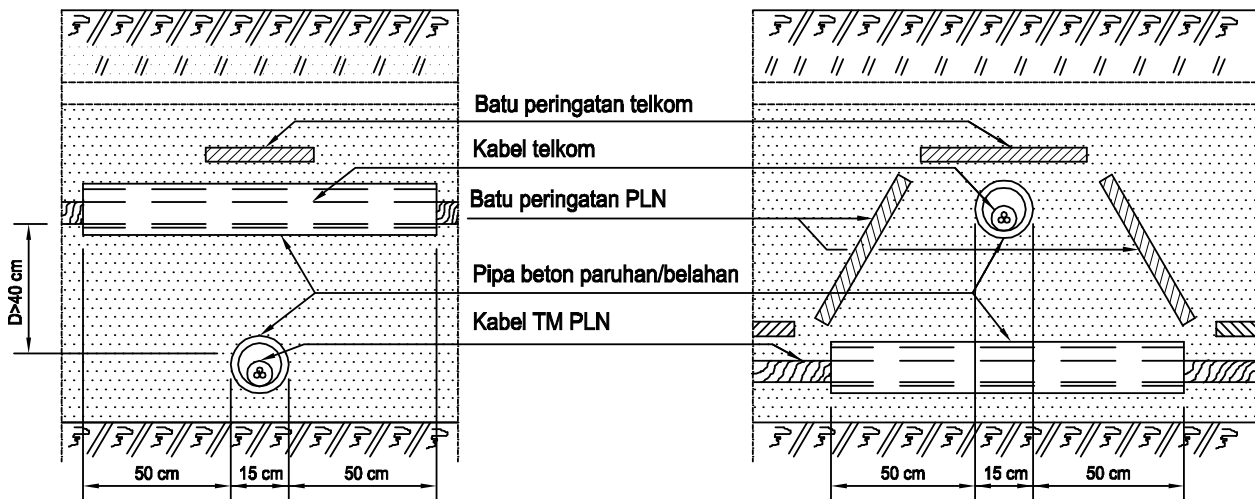 Batu peringatan telkom
Kabel telkom
Batu peringatan PLN
Pipa beton paruhan/belahan
Kabel TM PLN
D>40 cm
50 cm
15 cm
50 cm
50 cm
15 cm
50 cm